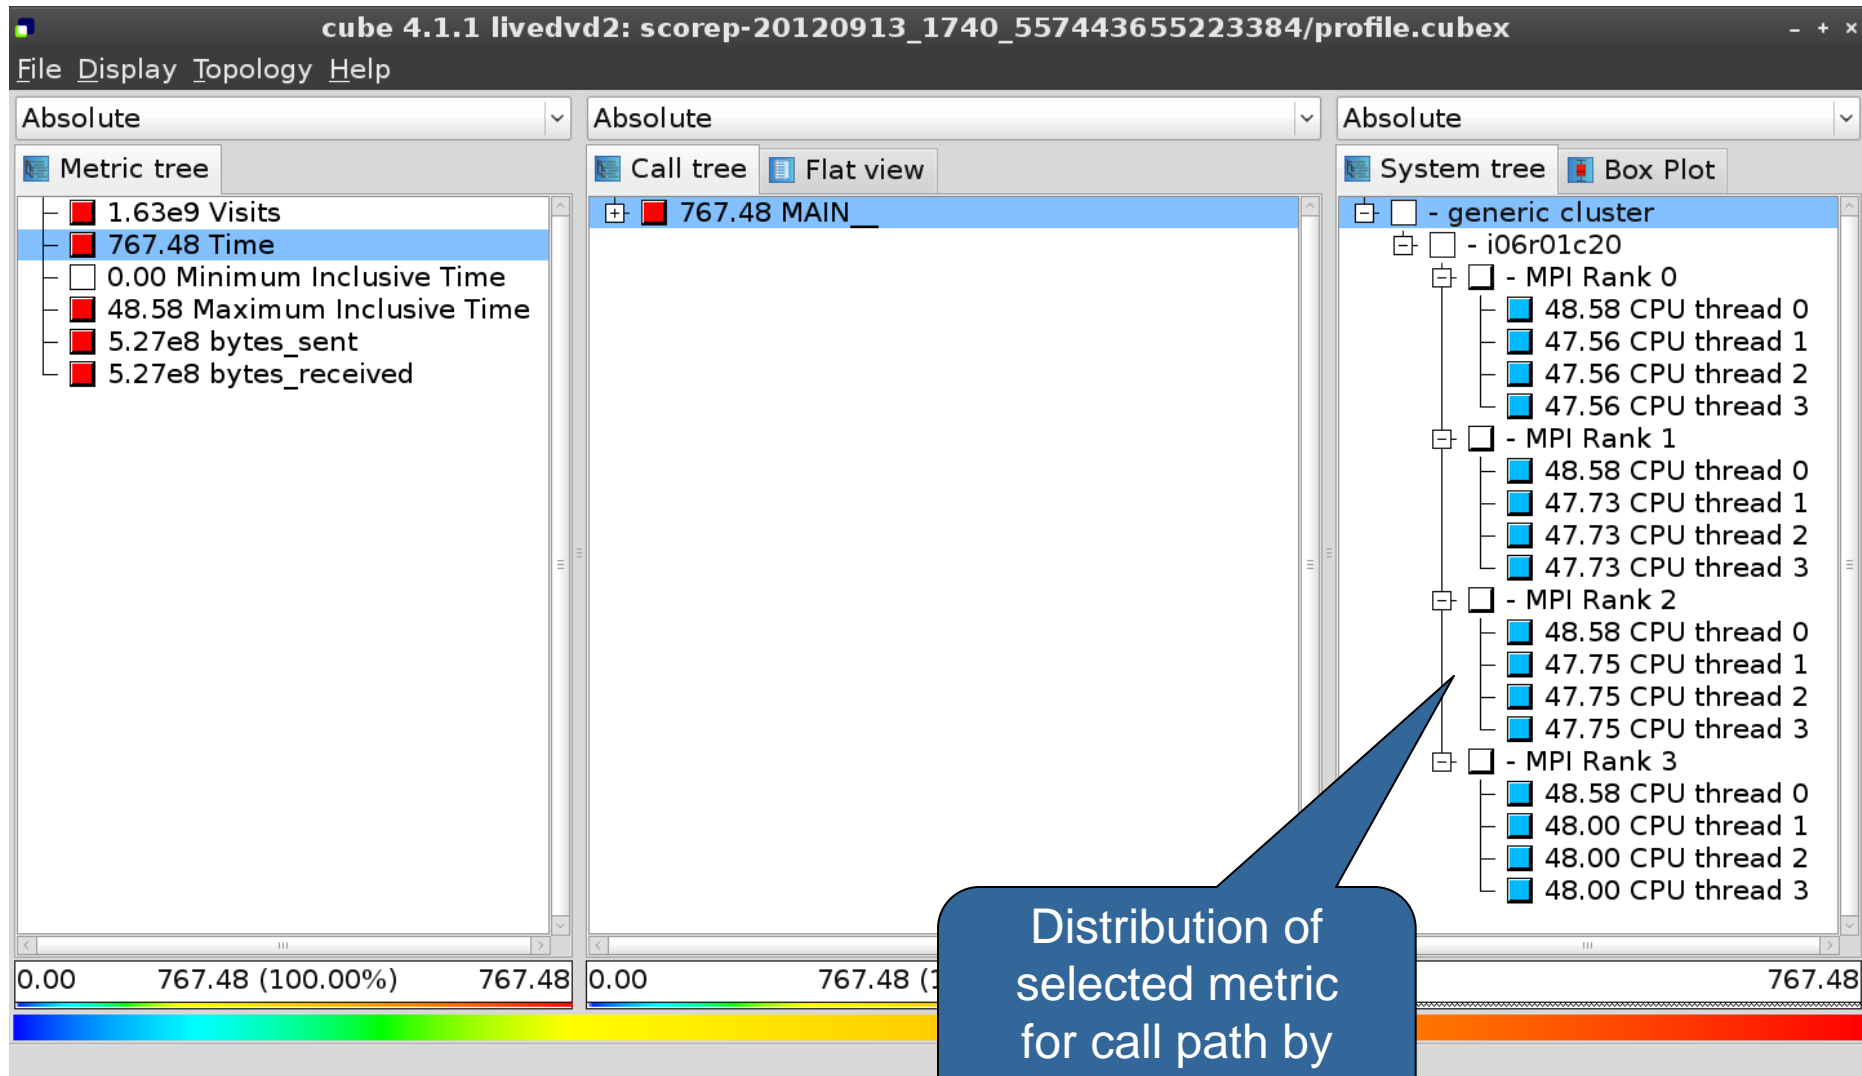 cube 4.1.1 livedvd2: scorep-20120913_1740_557443655223384/profile.cubex
File Display Topology Help
Absolute
Absolute
Absolute
Metric tree
Call tree
Flat view
System tree
Box Plot
1.63e9 Visits
767.48 Time
0.00 Minimum Inclusive Time
48.58 Maximum Inclusive Time
5.27e8 bytes_sent
5.27e8 bytes_received
767.48 MAIN__
- generic cluster
- i06r01c20
- MPI Rank 0
48.58 CPU thread 0
47.56 CPU thread 1
47.56 CPU thread 2
47.56 CPU thread 3
- MPI Rank 1
48.58 CPU thread 0
47.73 CPU thread 1
47.73 CPU thread 2
47.73 CPU thread 3
- MPI Rank 2
48.58 CPU thread 0
47.75 CPU thread 1
47.75 CPU thread 2
47.75 CPU thread 3
- MPI Rank 3
48.58 CPU thread 0
48.00 CPU thread 1
48.00 CPU thread 2
48.00 CPU thread 3
0.00 767.48 (100.00%) 767.48
0.00 767.48 (1
767.48
Distribution of
selected metric
for call path by